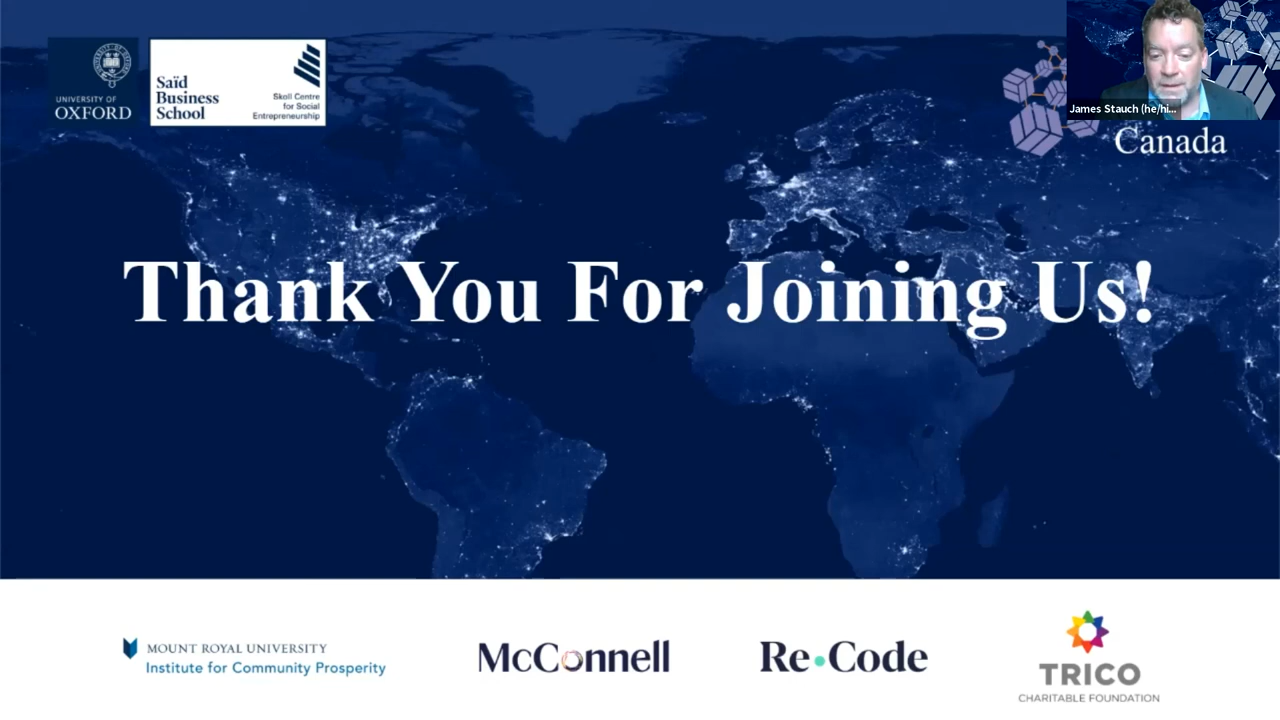 UNIVERSITY OF
OXFORD
Saïd
Business
School
Skoll Centre
for Social
Entrepreneurship
James Stauch (he/hi...
Canada
Thank You For Joining Us!
MOUNT ROYAL UNIVERSITY
Institute for Community Prosperity
McConnell
Re•Code
TRICO
CHARITABLE FOUNDATION